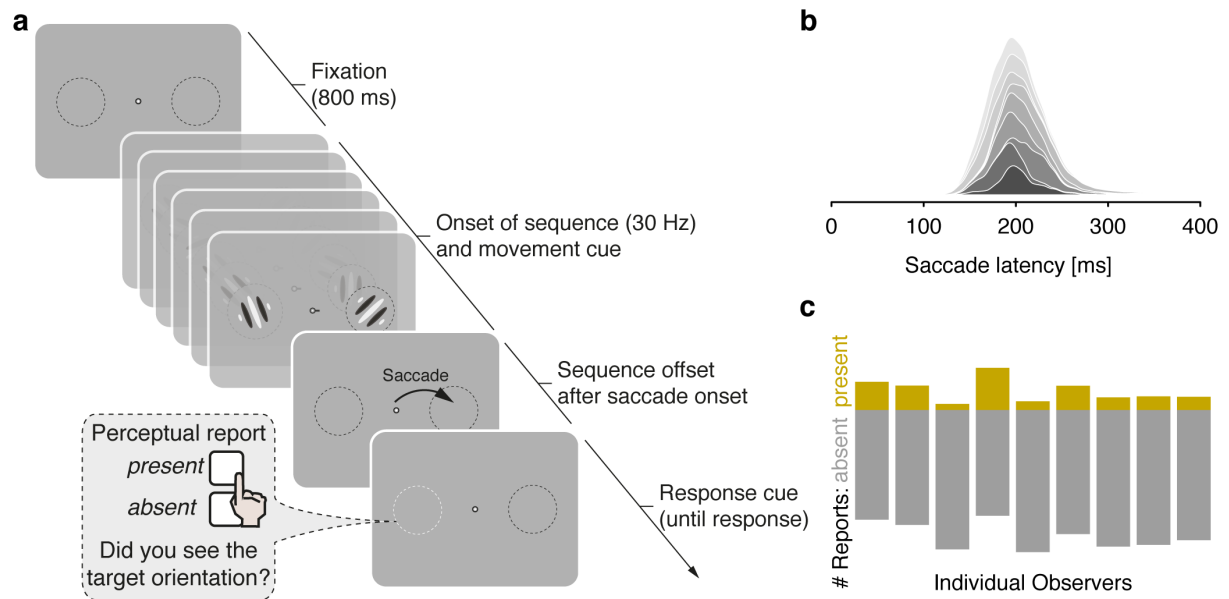 a
Fixation
(800 ms)
Onset of sequence (30 Hz)
and movement cue
Saccade
Sequence offset
after saccade onset
Perceptual report
present
absent
Did you see the
target orientation?
Response cue
(until response)
b
0 100 200 300 400
Saccade latency [ms]
c
# Reports: absent present
Individual Observers